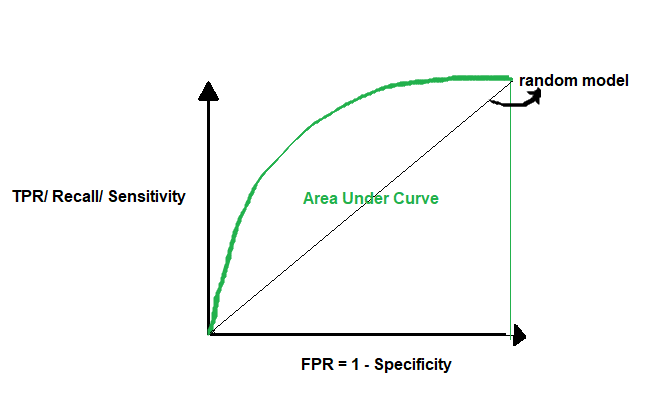 random model
TPR/ Recall/ Sensitivity
Area Under Curve
FPR = 1 - Specificity